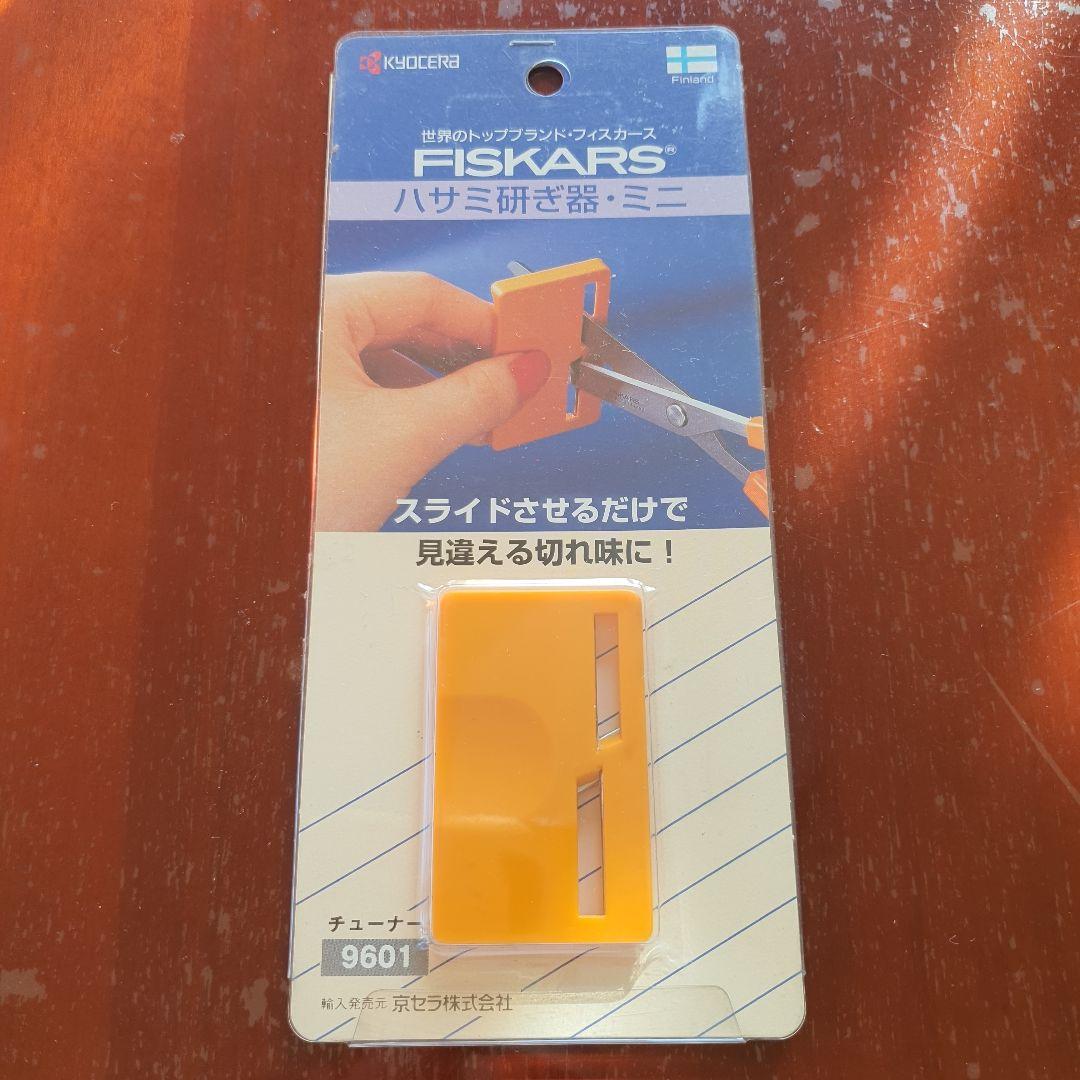 KYOCERA
Finland
世界のトップブランド・フィスカース
FISKARS®
ハサミ研ぎ器・ミニ
スライドさせるだけで
見違える切れ味に!
チューナー
9601
輸入発売元 京セラ株式会社